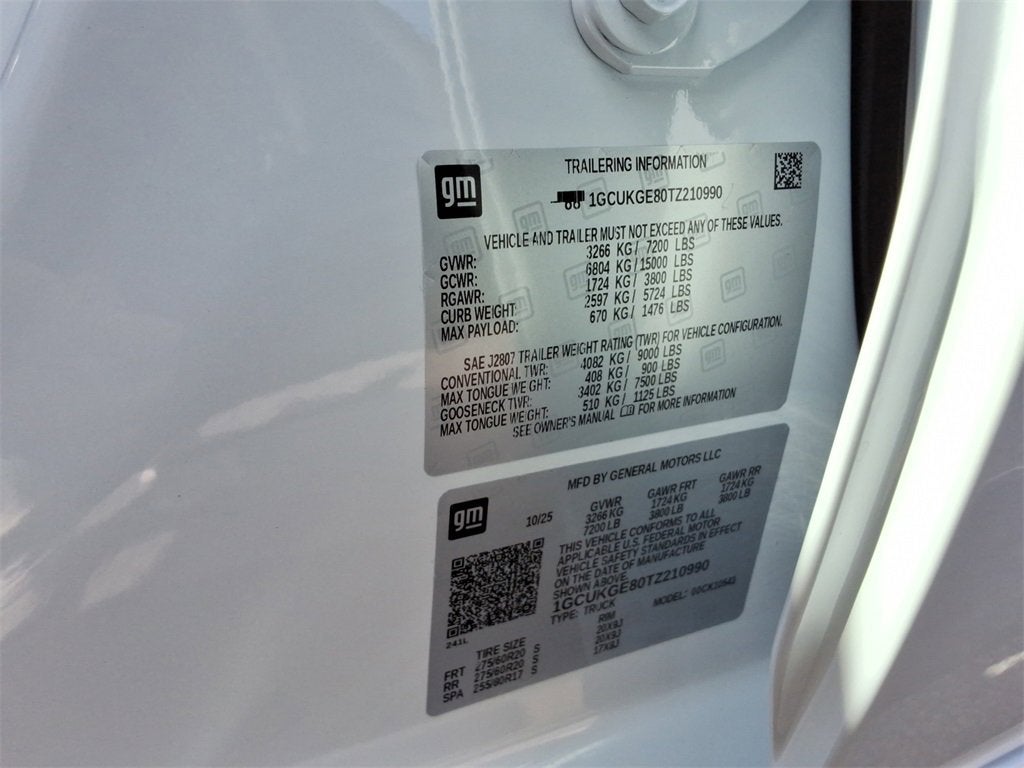 gm
TRAILERING INFORMATION
1GCUKGE80TZ210990
VEHICLE AND TRAILER MUST NOT EXCEED ANY OF THESE VALUES.
GVWR: 3266 KG / 7200 LBS
GCWR: 6804 KG / 15000 LBS
RGAWR: 1724 KG / 3800 LBS
CURB WEIGHT: 2597 KG / 5724 LBS
MAX PAYLOAD: 670 KG / 1476 LBS
SAE J2807 TRAILER WEIGHT RATING (TWR) FOR VEHICLE CONFIGURATION.
CONVENTIONAL TWR: 4082 KG / 9000 LBS
MAX TONGUE WEIGHT: 408 KG / 900 LBS
GOOSENECK TWR: 3402 KG / 7500 LBS
MAX TONGUE WEIGHT: 510 KG / 1125 LBS
SEE OWNER'S MANUAL FOR MORE INFORMATION
gm
MFD BY GENERAL MOTORS LLC
10/25
GVWR GAWR FRT GAWR RR
3266 KG 1724 KG 1724 KG
7200 LB 3800 LB 3800 LB
THIS VEHICLE CONFORMS TO ALL
APPLICABLE U.S. FEDERAL MOTOR
VEHICLE SAFETY STANDARDS IN EFFECT
ON THE DATE OF MANUFACTURE
SHOWN ABOVE.
1GCUKGE80TZ210990
TYPE: TRUCK MODEL:
24.1L
TIRE SIZE RIM
FRT 275/60R20 S 20X9J
RR 275/60R20 S 20X9J
SPA 255/80R17 S 17X8J